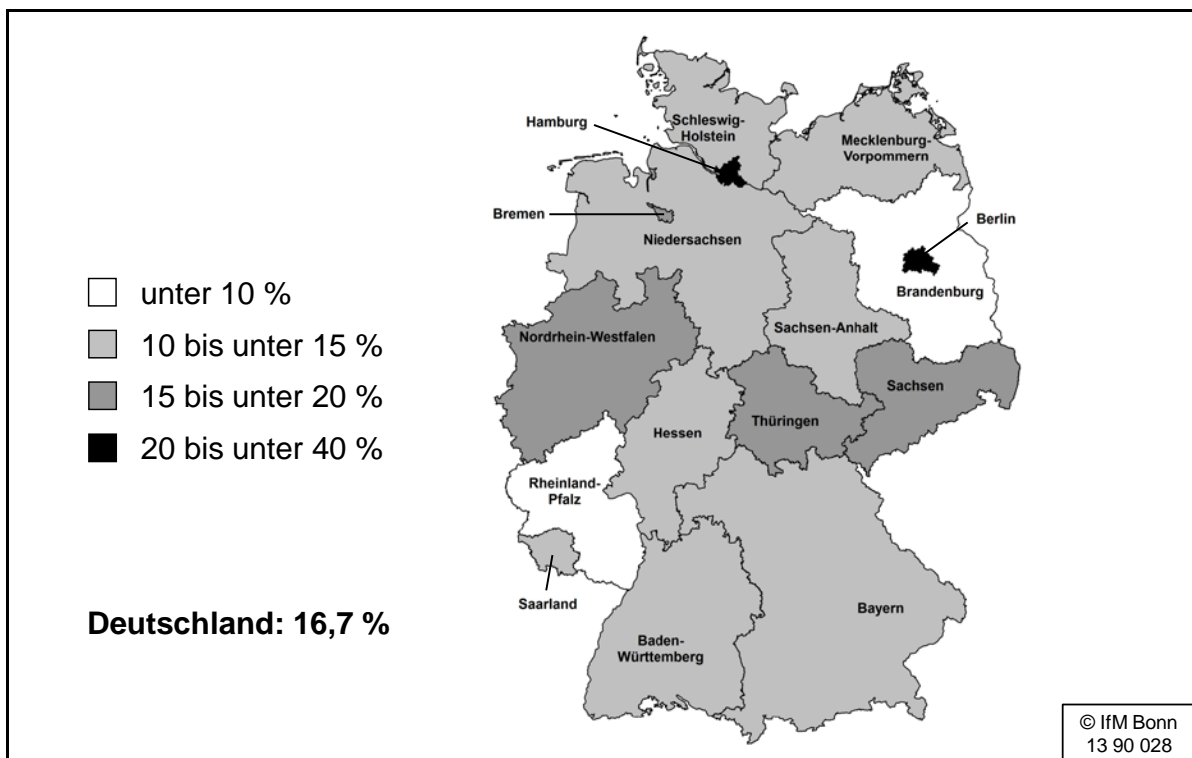 Hamburg
Schleswig-
Holstein
Mecklenburg-
Vorpommern
Bremen
Niedersachsen
Berlin
Brandenburg
Sachsen-Anhalt
Nordrhein-Westfalen
Sachsen
Thüringen
Hessen
Rheinland-
Pfalz
Saarland
Bayern
Baden-
Württemberg
unter 10 %
10 bis unter 15 %
15 bis unter 20 %
20 bis unter 40 %
Deutschland: 16,7 %
© IfM Bonn
13 90 028